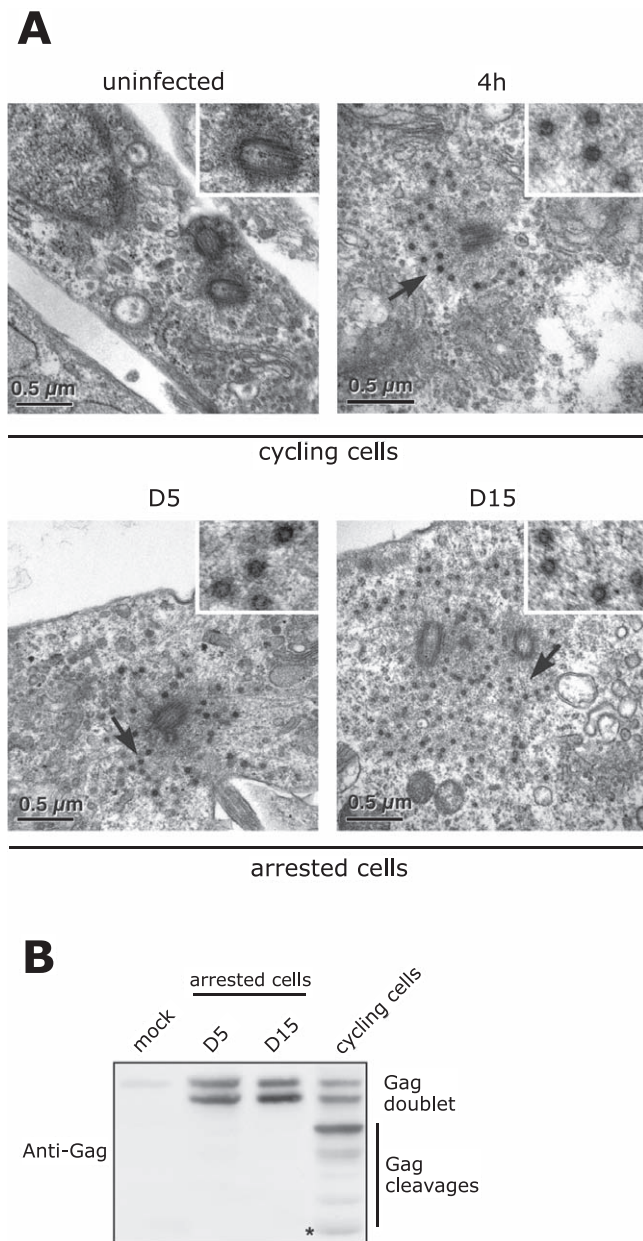 A
uninfected
4h
0.5 µm
0.5 µm
cycling cells
D5
D15
0.5 µm
0.5 µm
arrested cells
B
arrested cells
mock
D5
D15
cycling cells
Gag
doublet
Anti-Gag
Gag
cleavages
*